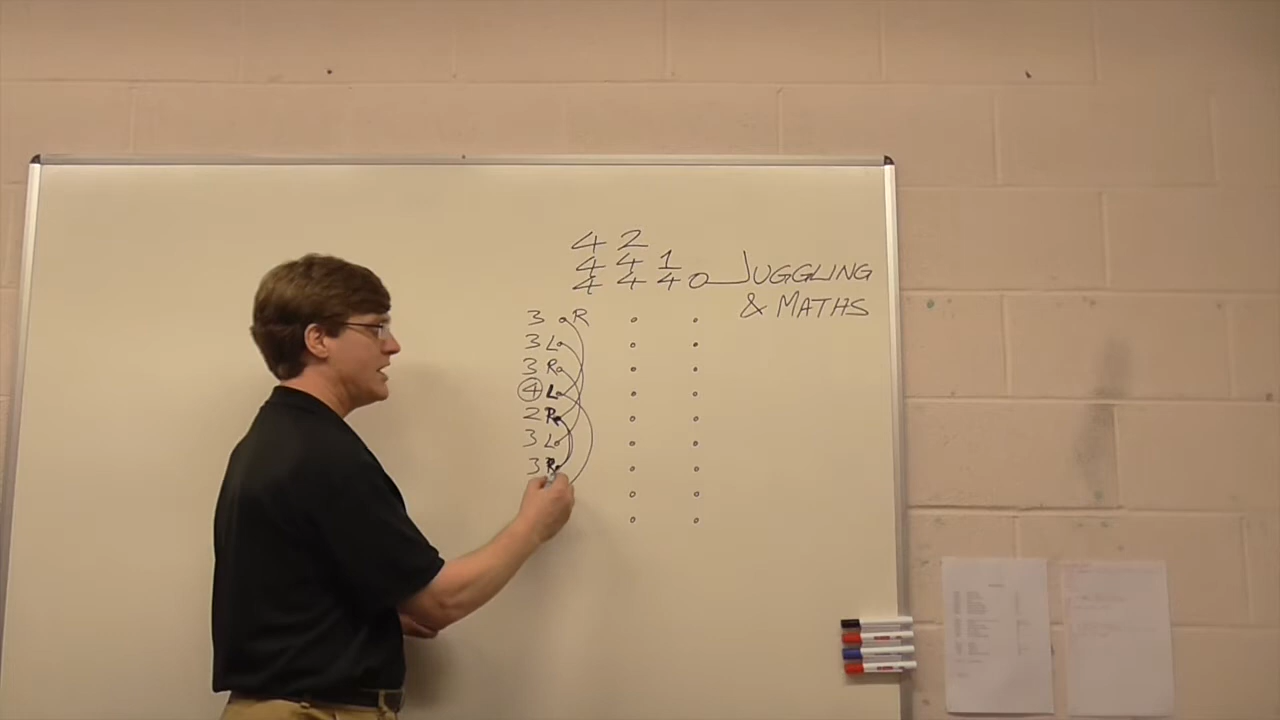 4 2
4 4 1
4 4 4 0 JUGGLING
& MATHS
3 R
3 L
3 R
4 L
2 R
3 L
3 R